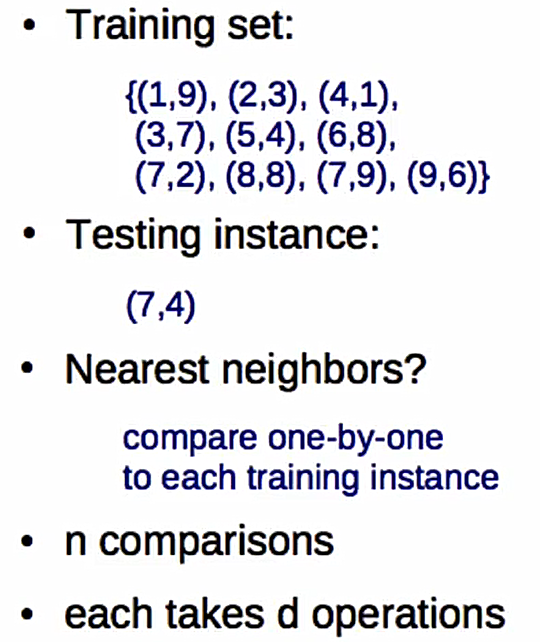 • Training set:
{(1,9), (2,3), (4,1),
(3,7), (5,4), (6,8),
(7,2), (8,8), (7,9), (9,6)}
• Testing instance:
(7,4)
• Nearest neighbors?
compare one-by-one
to each training instance
• n comparisons
• each takes d operations